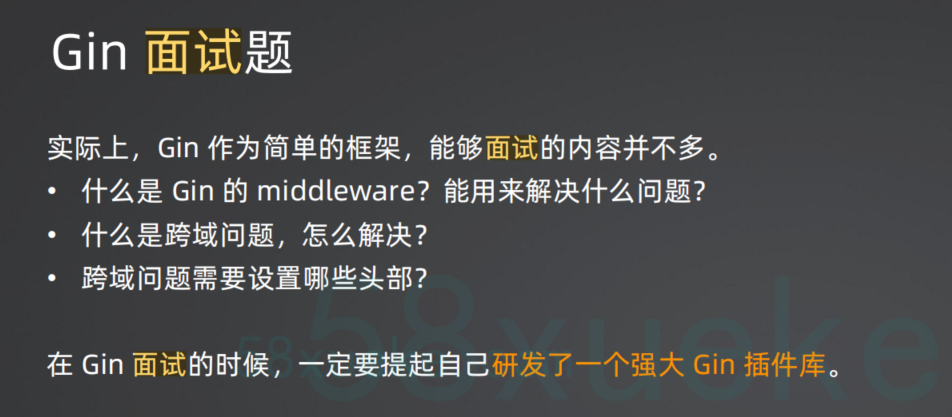 Gin 面试题
实际上，Gin 作为简单的框架，能够面试的内容并不多。
• 什么是 Gin 的 middleware？能用来解决什么问题？
• 什么是跨域问题，怎么解决？
• 跨域问题需要设置哪些头部？
58xueke
在 Gin 面试的时候，一定要提起自己研发了一个强大 Gin 插件库。